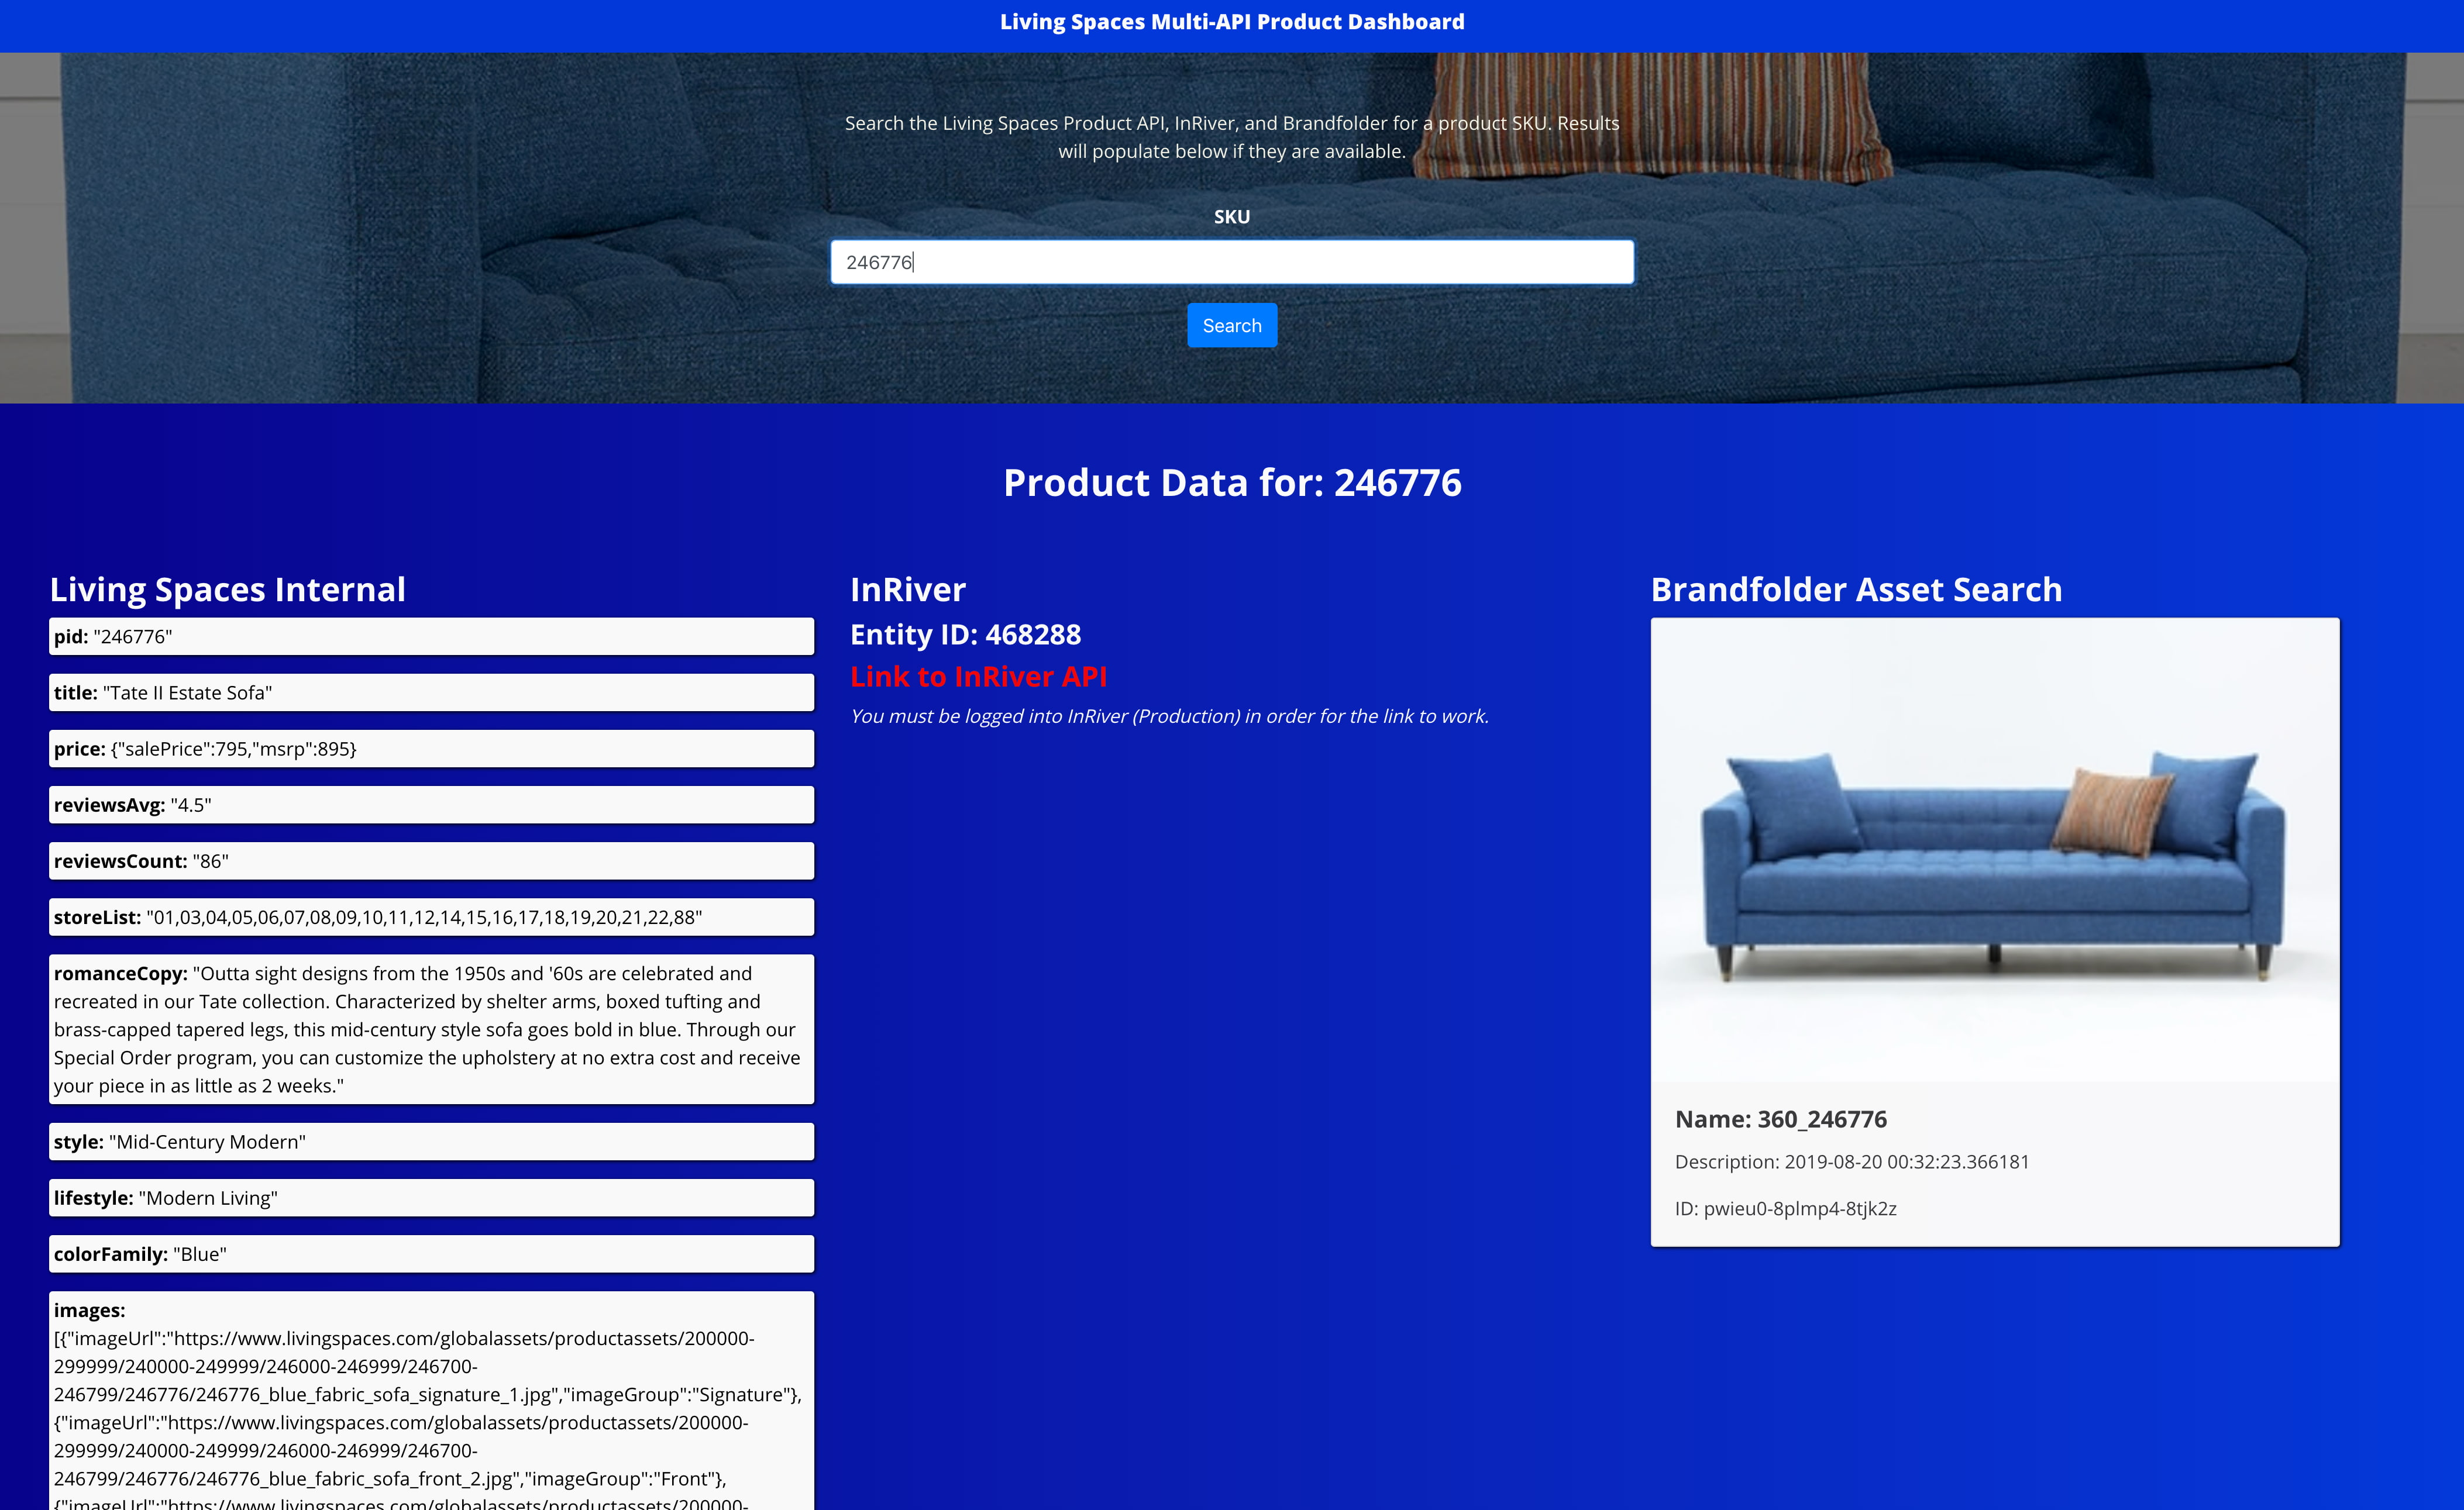 Living Spaces Multi-API Product Dashboard
Search the Living Spaces Product API, InRiver, and Brandfolder for a product SKU. Results
will populate below if they are available.
SKU
246776
Search
Product Data for: 246776
Living Spaces Internal
pid: "246776"
title: "Tate II Estate Sofa"
price: {"salePrice":795,"msrp":895}
reviewsAvg: "4.5"
reviewsCount: "86"
storeList: "01,03,04,05,06,07,08,09,10,11,12,14,15,16,17,18,19,20,21,22,88"
romanceCopy: "Outta sight designs from the 1950s and '60s are celebrated and
recreated in our Tate collection. Characterized by shelter arms, boxed tufting and
brass-capped tapered legs, this mid-century style sofa goes bold in blue. Through our
Special Order program, you can customize the upholstery at no extra cost and receive
your piece in as little as 2 weeks."
style: "Mid-Century Modern"
lifestyle: "Modern Living"
colorFamily: "Blue"
images:
[{"imageUrl":"https://www.livingspaces.com/globalassets/productassets/200000-
299999/240000-249999/246000-246999/246700-
246799/246776/246776_blue_fabric_sofa_signature_1.jpg","imageGroup":"Signature"},
{"imageUrl":"https://www.livingspaces.com/globalassets/productassets/200000-
299999/240000-249999/246000-246999/246700-
246799/246776/246776_blue_fabric_sofa_front_2.jpg","imageGroup":"Front"},
{"imageUrl":"https://www.livingspaces.com/globalassets/productassets/200000-
InRiver
Entity ID: 468288
Link to InRiver API
You must be logged into InRiver (Production) in order for the link to work.
Brandfolder Asset Search
Name: 360_246776
Description: 2019-08-20 00:32:23.366181
ID: pwieu0-8plmp4-8tjk2z